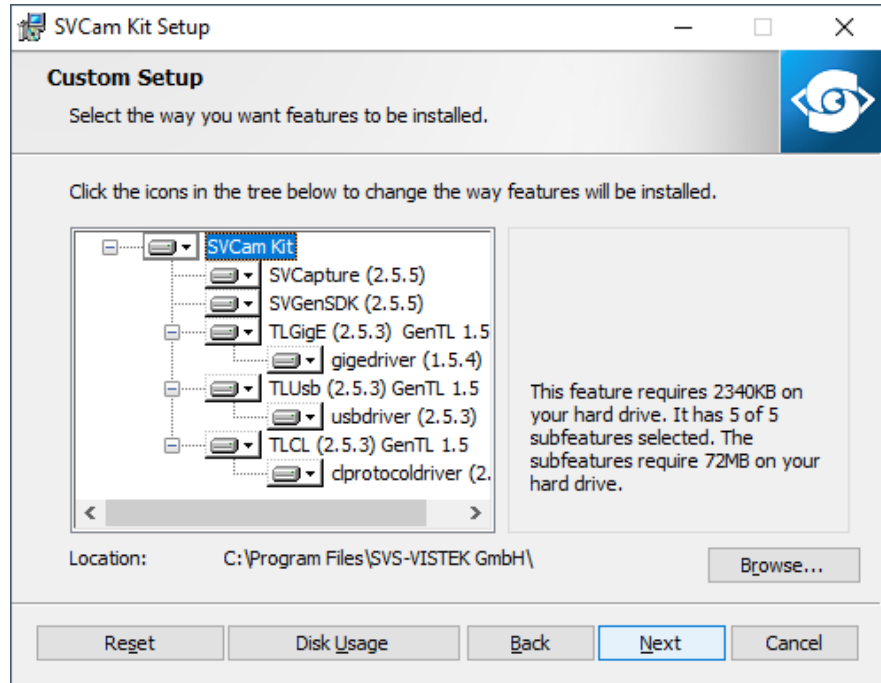 SVCam Kit Setup
Custom Setup
Select the way you want features to be installed.
Click the icons in the tree below to change the way features will be installed.
SVCam Kit
SVCapture (2.5.5)
SVGenSDK (2.5.5)
TLGigE (2.5.3)  GenTL 1.5
gigedriver (1.5.4)
TLUsb (2.5.3) GenTL 1.5
usbdriver (2.5.3)
TLCL (2.5.3) GenTL 1.5
clprotocoldriver (2.
This feature requires 2340KB on
your hard drive. It has 5 of 5
subfeatures selected. The
subfeatures require 72MB on your
hard drive.
Location: C:\Program Files\SVS-VISTEK GmbH\
Browse...
Reset Disk Usage Back Next Cancel